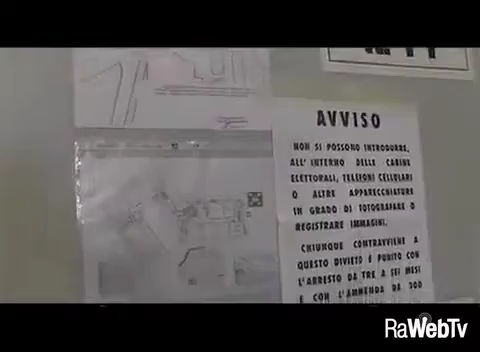 AVVISO
NON SI POSSONO INTRODURRE,
ALL'INTERNO DELLE CABINE
ELETTORALI, TELEFONI CELLULARI
O ALTRE APPARECCHIATURE
IN GRADO DI FOTOGRAFARE O
REGISTRARE IMMAGINI.
CHIUNQUE CONTRAVVIENE A
QUESTO DIVIETO È PUNITO CON
L'ARRESTO DA TRE A SEI MESI
E CON L'AMMENDA DA 300
RaWebTv